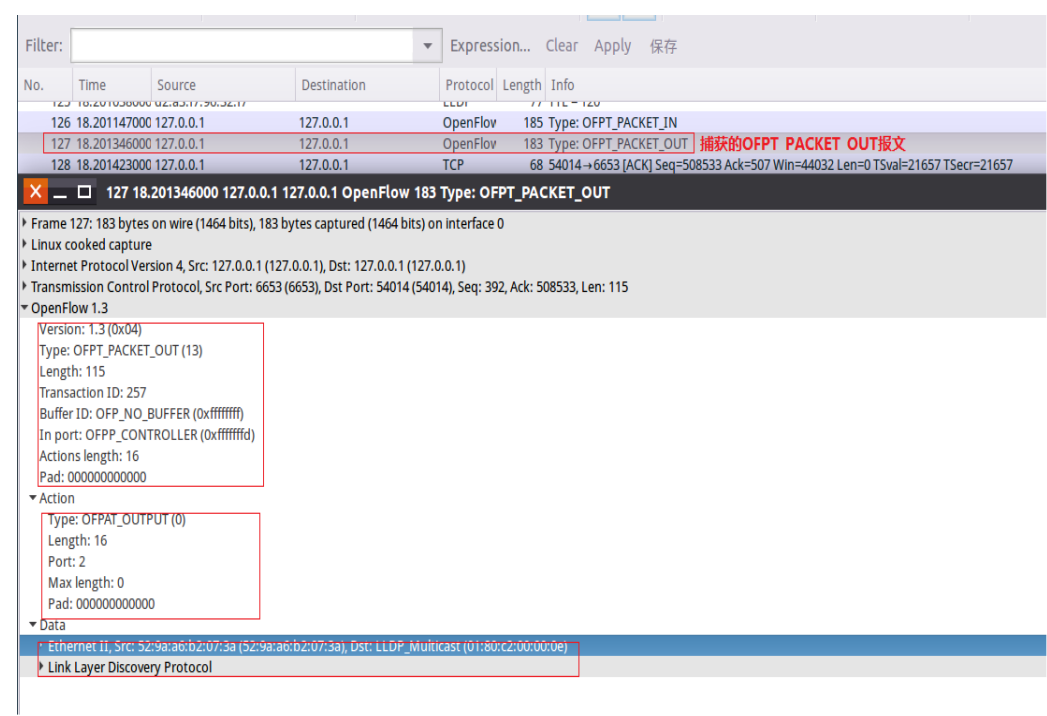 Filter: Expression... Clear Apply 保存
No. Time Source Destination Protocol Length Info
126 18.201147000 127.0.0.1 127.0.0.1 OpenFlow 185 Type: OFPT_PACKET_IN
127 18.201346000 127.0.0.1 127.0.0.1 OpenFlow 183 Type: OFPT_PACKET_OUT 捕获的OFPT PACKET OUT报文
128 18.201423000 127.0.0.1 127.0.0.1 TCP 68 54014→6653 [ACK] Seq=508533 Ack=507 Win=44032 Len=0 TSval=21657 TSecr=21657
127 18.201346000 127.0.0.1 127.0.0.1 OpenFlow 183 Type: OFPT_PACKET_OUT
Frame 127: 183 bytes on wire (1464 bits), 183 bytes captured (1464 bits) on interface 0
Linux cooked capture
Internet Protocol Version 4, Src: 127.0.0.1 (127.0.0.1), Dst: 127.0.0.1 (127.0.0.1)
Transmission Control Protocol, Src Port: 6653 (6653), Dst Port: 54014 (54014), Seq: 392, Ack: 508533, Len: 115
OpenFlow 1.3
Version: 1.3 (0x04)
Type: OFPT_PACKET_OUT (13)
Length: 115
Transaction ID: 257
Buffer ID: OFP_NO_BUFFER (0xffffffff)
In port: OFPP_CONTROLLER (0xfffffffd)
Actions length: 16
Pad: 000000000000
Action
Type: OFPAT_OUTPUT (0)
Length: 16
Port: 2
Max length: 0
Pad: 000000000000
Data
Ethernet II, Src: 52:9a:a6:b2:07:3a (52:9a:a6:b2:07:3a), Dst: LLDP_Multicast (01:80:c2:00:00:0e)
Link Layer Discovery Protocol